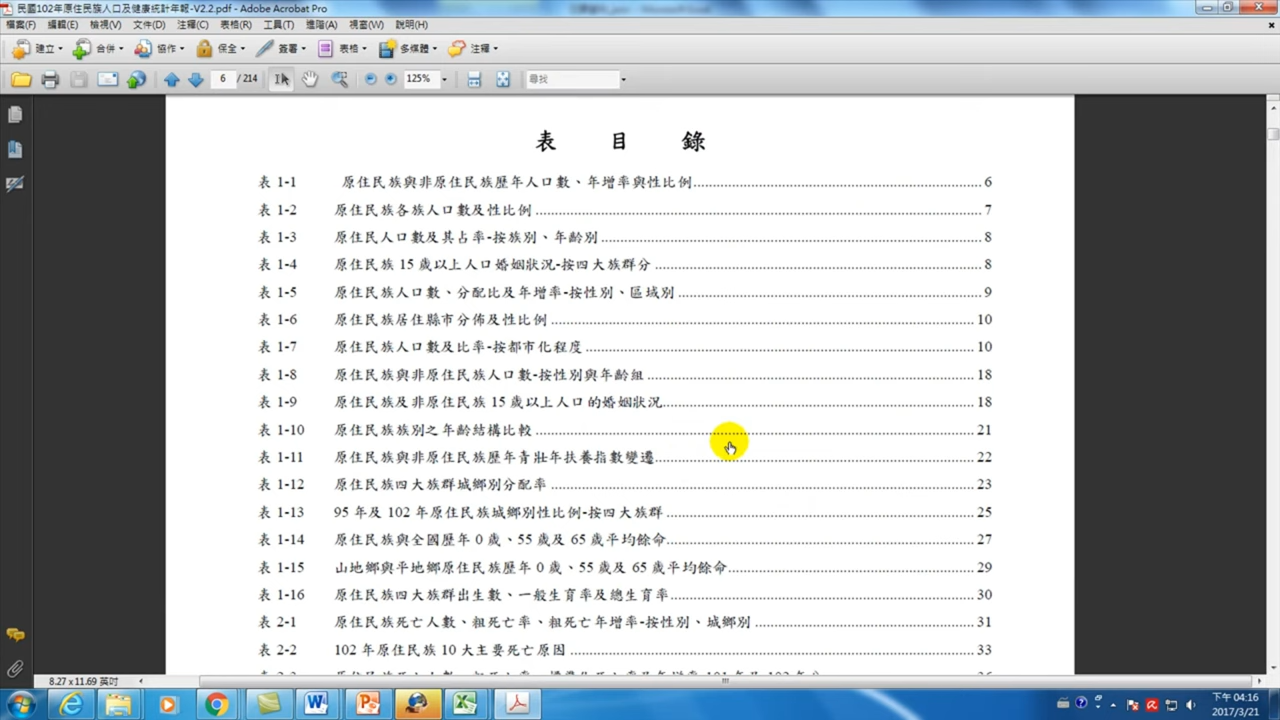 民國102年原住民族人口及健康統計年報-V2.2.pdf - Adobe Acrobat Pro
檔案(F) 編輯(E) 檢視(V) 文件(D) 注釋(C) 表格(R) 工具(T) 進階(A) 視窗(W) 說明(H)
建立 合併 協作 保全 簽署 表格 多媒體 注釋
6 / 214 125% 尋找
表 目 錄
表 1-1 原住民族與非原住民族歷年人口數、年增率與性比例 6
表 1-2 原住民族各族人口數及性比例 7
表 1-3 原住民人口數及其占率-按族別、年齡別 8
表 1-4 原住民族 15 歲以上人口婚姻狀況-按四大族群分 8
表 1-5 原住民族人口數、分配比及年增率-按性別、區域別 9
表 1-6 原住民族居住縣市分佈及性比例 10
表 1-7 原住民族人口數及比率-按都市化程度 10
表 1-8 原住民族與非原住民族人口數-按性別與年齡組 18
表 1-9 原住民族及非原住民族 15 歲以上人口的婚姻狀況 18
表 1-10 原住民族族別之年齡結構比較 21
表 1-11 原住民族與非原住民族歷年青壯年扶養指數變遷 22
表 1-12 原住民族四大族群城鄉別分配率 23
表 1-13 95 年及 102 年原住民族城鄉別性比例-按四大族群 25
表 1-14 原住民族與全國歷年 0 歲、55 歲及 65 歲平均餘命 27
表 1-15 山地鄉與平地鄉原住民族歷年 0 歲、55 歲及 65 歲平均餘命 29
表 1-16 原住民族四大族群出生數、一般生育率及總生育率 30
表 2-1 原住民族死亡人數、粗死亡率、粗死亡年增率-按性別、城鄉別 31
表 2-2 102 年原住民族 10 大主要死亡原因 33
8.27 x 11.69 英吋
下午 04:16
2017/3/21